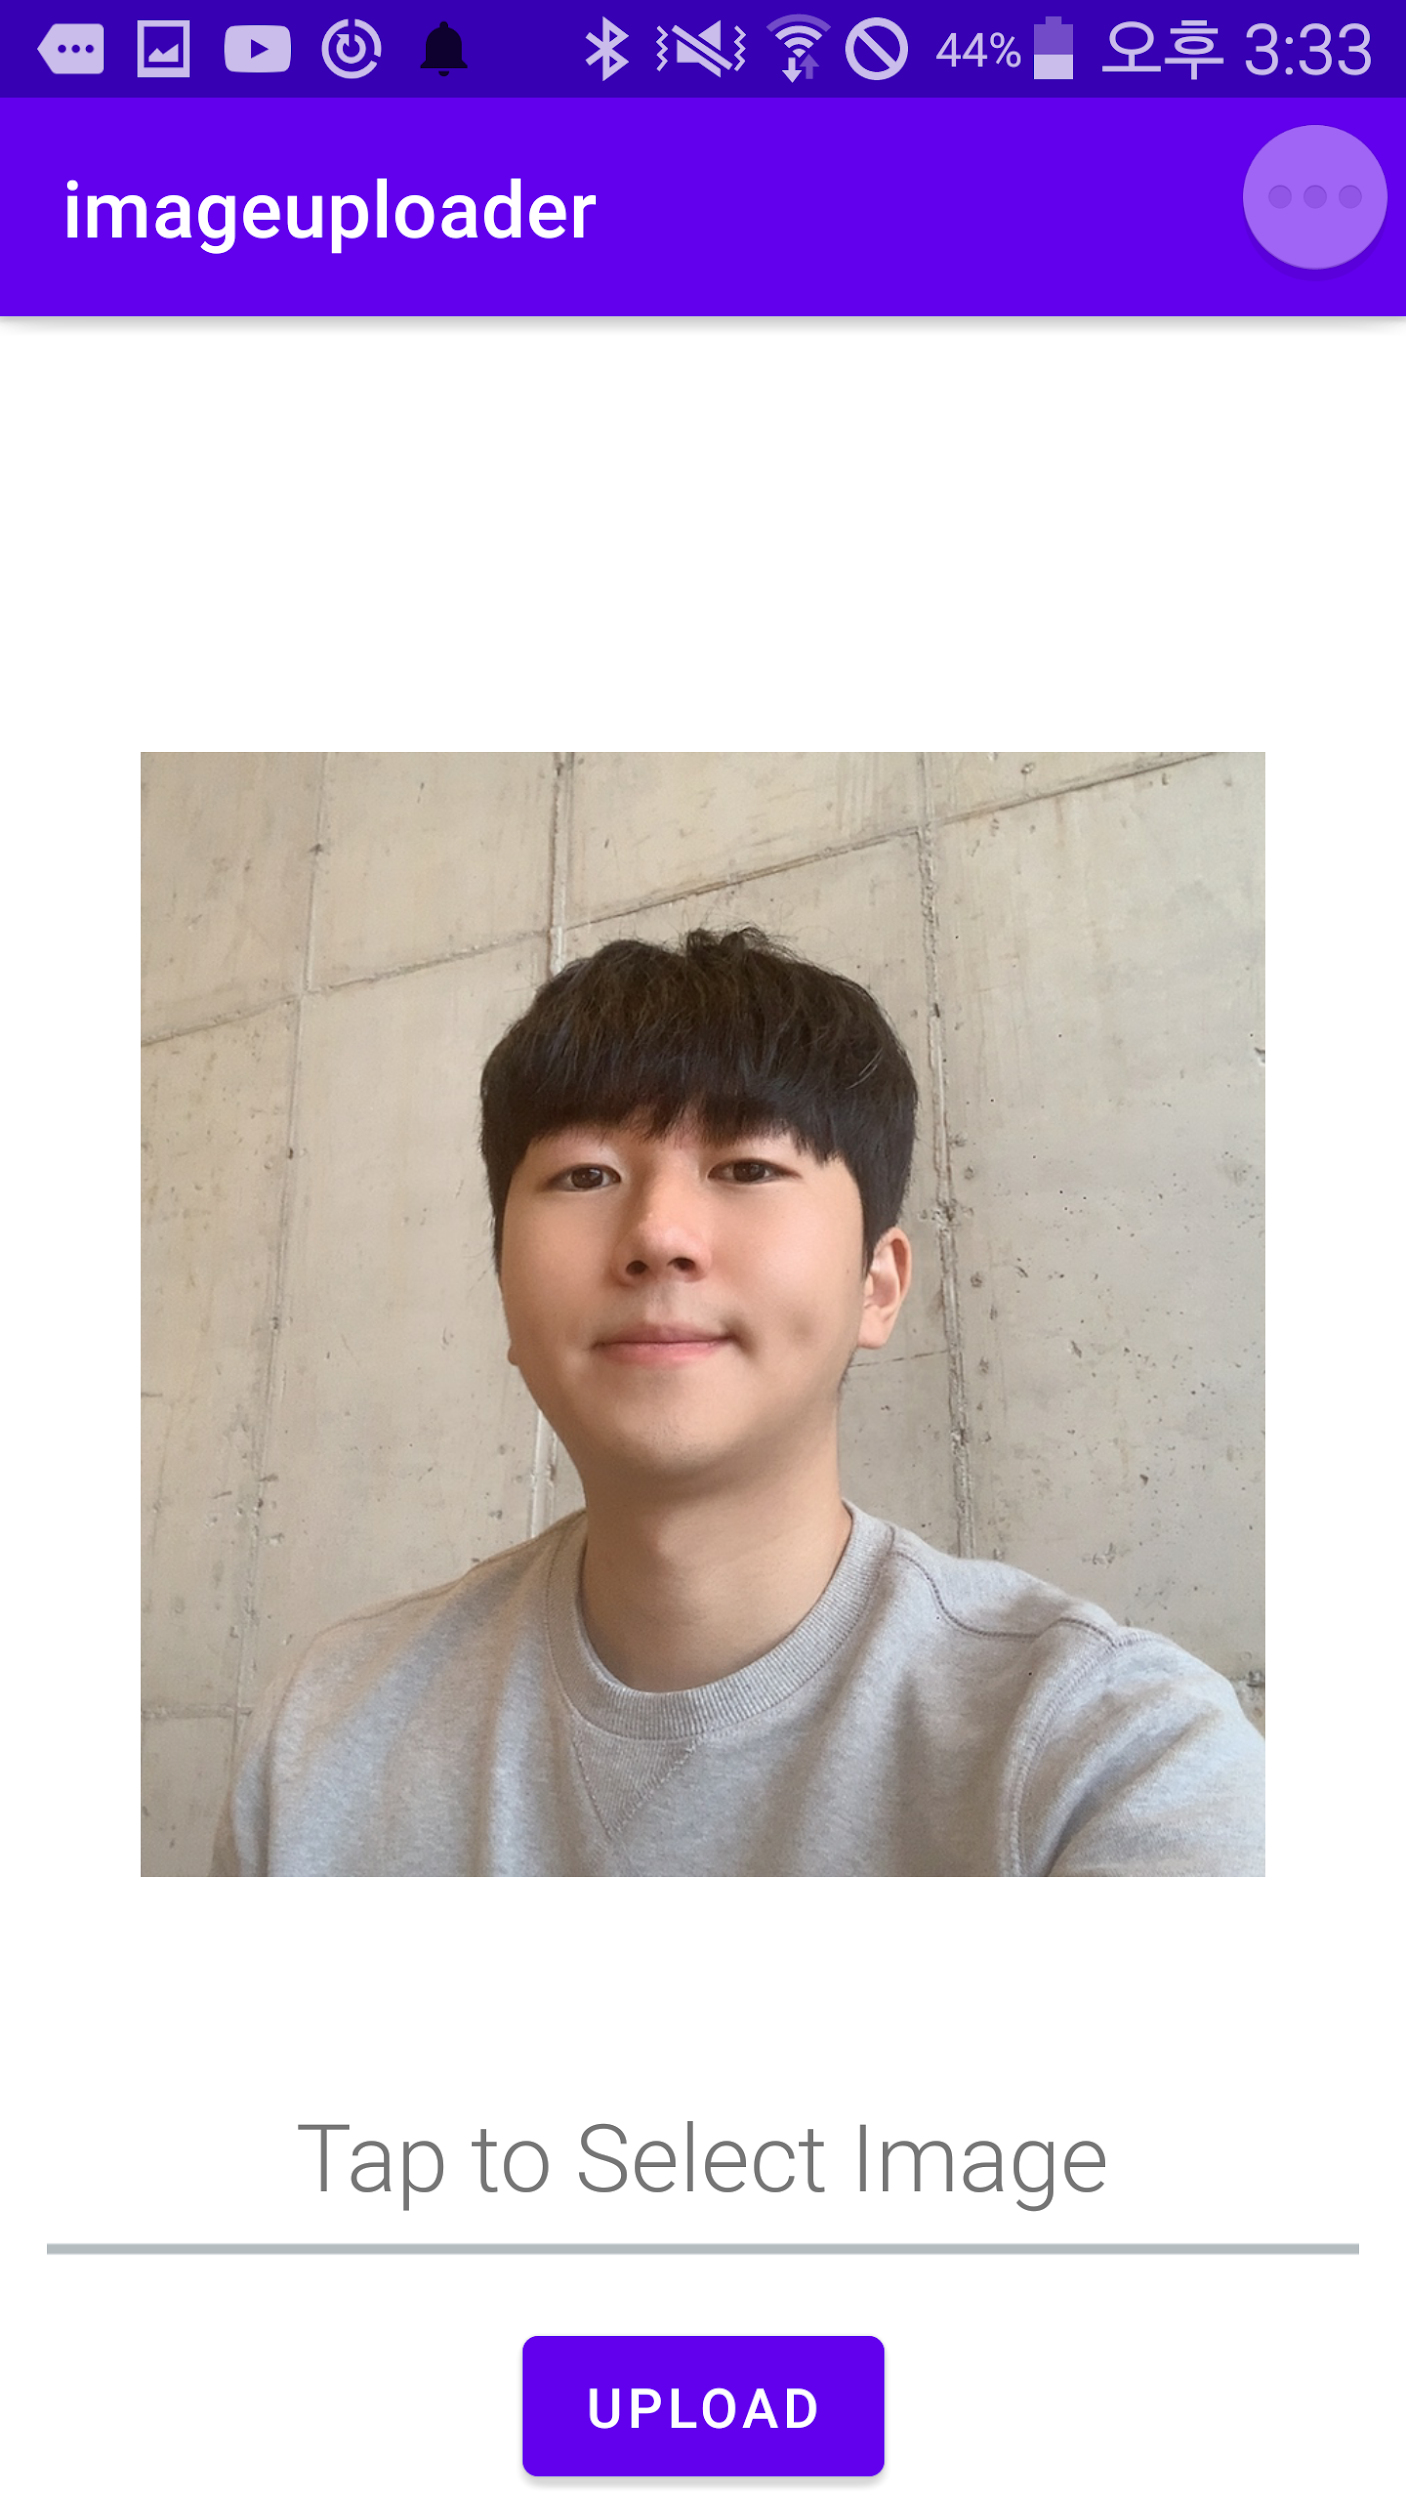 44% 오후 3:33
imageuploader
Tap to Select Image
UPLOAD